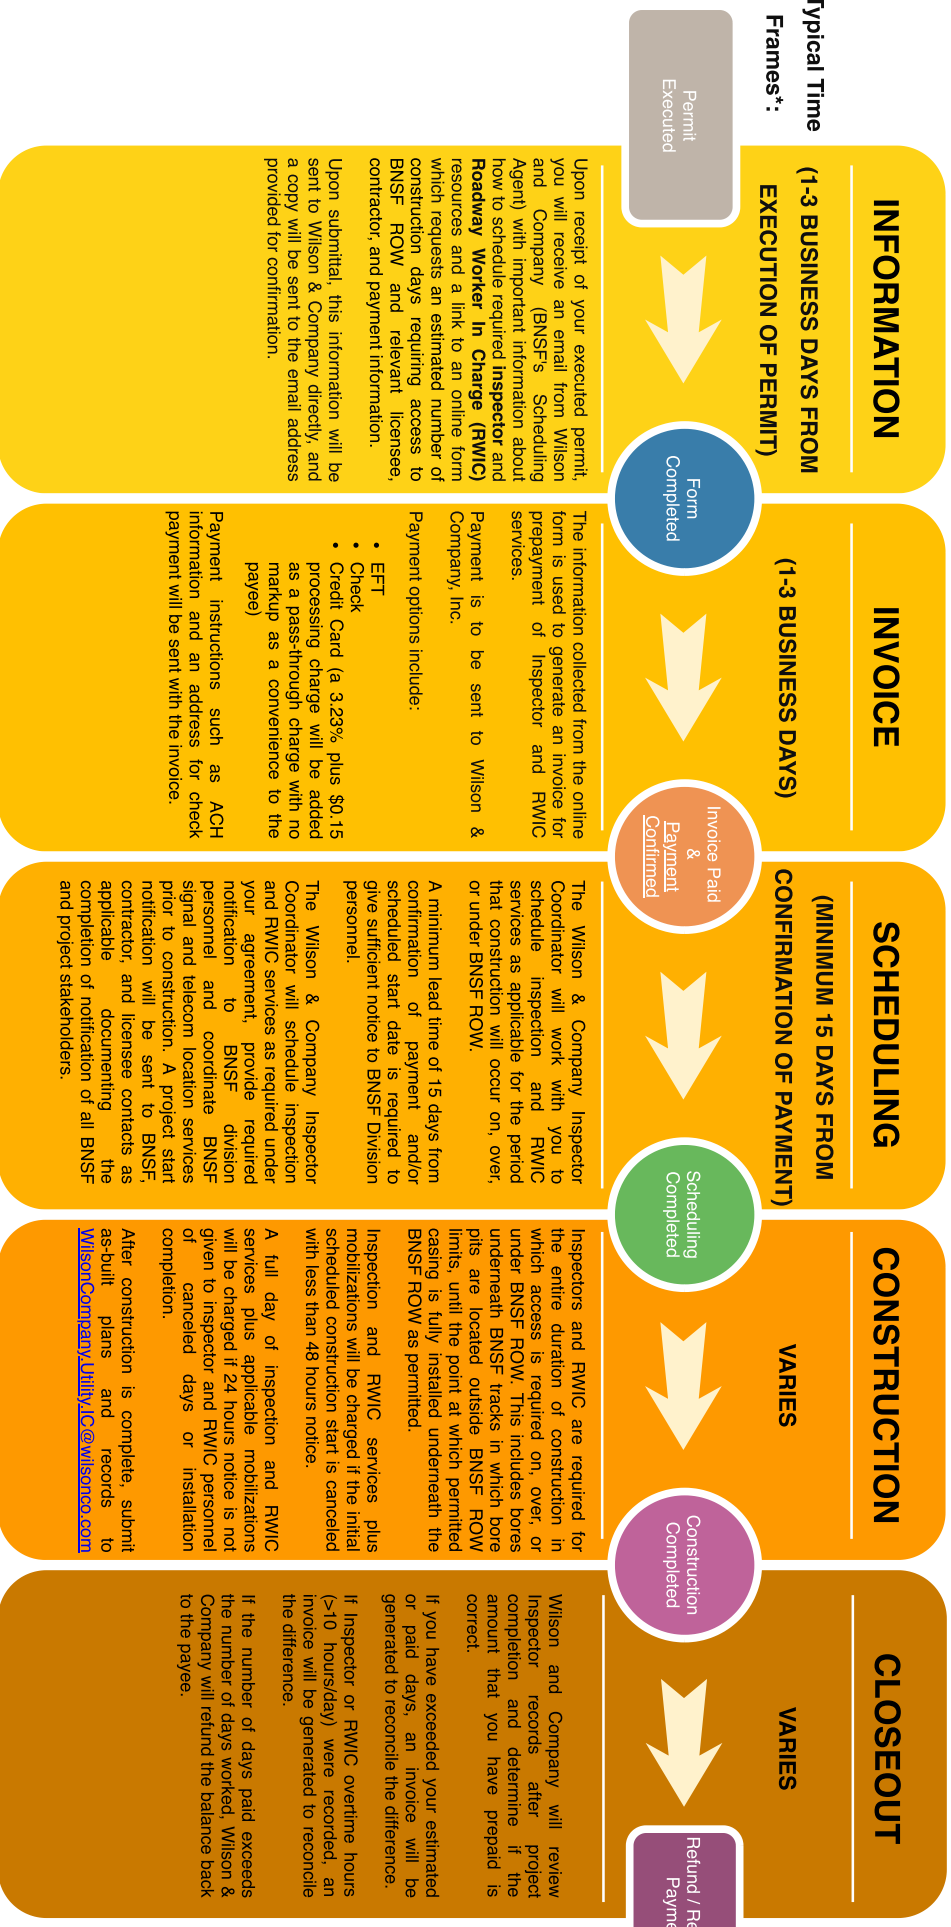 Typical Time
Frames*:
Permit
Executed
INFORMATION
(1-3 BUSINESS DAYS FROM
EXECUTION OF PERMIT)
Upon receipt of your executed permit,
you will receive an email from Wilson
and Company (BNSF's Scheduling
Agent) with important information about
how to schedule required inspector and
Roadway Worker In Charge (RWIC)
resources and a link to an online form
which requests an estimated number of
construction days requiring access to
BNSF ROW and relevant licensee,
contractor, and payment information.
Upon submittal, this information will be
sent to Wilson & Company directly, and
a copy will be sent to the email address
provided for confirmation.
Form
Completed
INVOICE
(1-3 BUSINESS DAYS)
The information collected from the online
form is used to generate an invoice for
prepayment of Inspector and RWIC
services.
Payment is to be sent to Wilson &
Company, Inc.
Payment options include:
• EFT
• Check
• Credit Card (a 3.23% plus $0.15
processing charge will be added
as a pass-through charge with no
markup as a convenience to the
payee)
Payment instructions such as ACH
information and an address for check
payment will be sent with the invoice.
Invoice Paid
&
Payment
Confirmed
SCHEDULING
(MINIMUM 15 DAYS FROM
CONFIRMATION OF PAYMENT)
The Wilson & Company Inspector
Coordinator will work with you to
schedule inspection and RWIC
services as applicable for the period
that construction will occur on, over,
or under BNSF ROW.
A minimum lead time of 15 days from
confirmation of payment and/or
scheduled start date is required to
give sufficient notice to BNSF Division
personnel.
The Wilson & Company Inspector
Coordinator will schedule inspection
and RWIC services as required under
your agreement, provide required
notification to BNSF division
personnel and coordinate BNSF
signal and telecom location services
prior to construction. A project start
notification will be sent to BNSF,
contractor, and licensee contacts as
applicable documenting the
completion of notification of all BNSF
and project stakeholders.
Scheduling
Completed
CONSTRUCTION
VARIES
Inspectors and RWIC are required for
the entire duration of construction in
which access is required on, over, or
under BNSF ROW. This includes bores
underneath BNSF tracks in which bore
pits are located outside BNSF ROW
limits, until the point at which permitted
casing is fully installed underneath the
BNSF ROW as permitted.
Inspection and RWIC services plus
mobilizations will be charged if the initial
scheduled construction start is canceled
with less than 48 hours notice.
A full day of inspection and RWIC
services plus applicable mobilizations
will be charged if 24 hours notice is not
given to inspector and RWIC personnel
of canceled days or installation
completion.
After construction is complete, submit
as-built plans and records to
WilsonCompany.Utility.IC@wilsonco.com
Construction
Completed
CLOSEOUT
VARIES
Wilson and Company will review
Inspector records after project
completion and determine if the
amount that you have prepaid is
correct.
If you have exceeded your estimated
or paid days, an invoice will be
generated to reconcile the difference.
If Inspector or RWIC overtime hours
(>10 hours/day) were recorded, an
invoice will be generated to reconcile
the difference.
If the number of days paid exceeds
the number of days worked, Wilson &
Company will refund the balance back
to the payee.
Refund / Re
Payme